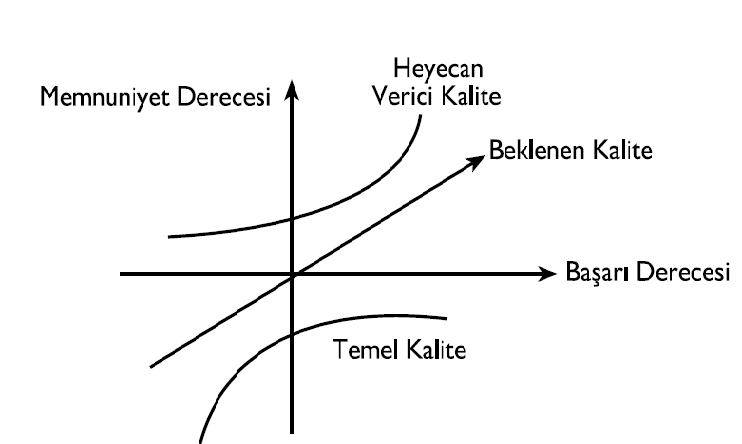 Heyecan
Verici Kalite
Memnuniyet Derecesi
Beklenen Kalite
Başarı Derecesi
Temel Kalite